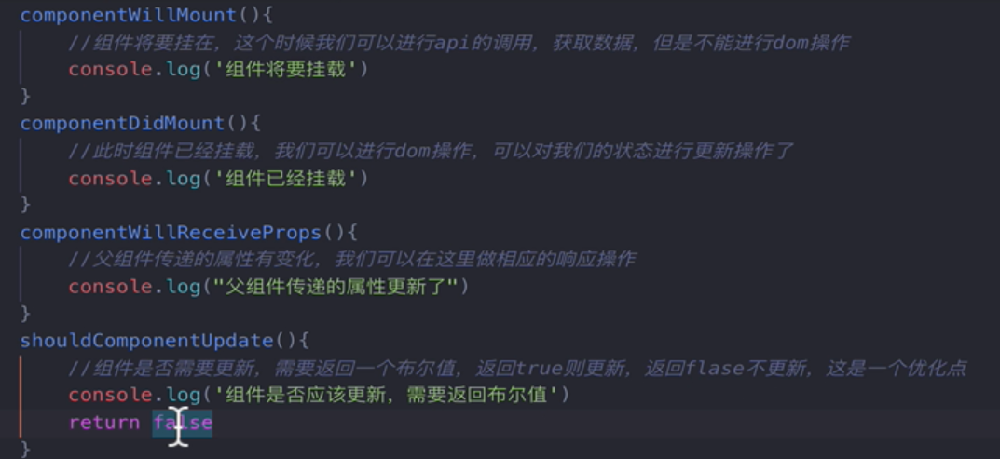 componentWillMount(){
//组件将要挂在，这个时候我们可以进行api的调用，获取数据，但是不能进行dom操作
console.log('组件将要挂载')
}
componentDidMount(){
//此时组件已经挂载，我们可以进行dom操作，可以对我们的状态进行更新操作了
console.log('组件已经挂载')
}
componentWillReceiveProps(){
//父组件传递的属性有变化，我们可以在这里做相应的响应操作
console.log("父组件传递的属性更新了")
}
shouldComponentUpdate(){
//组件是否需要更新，需要返回一个布尔值，返回true则更新，返回flase不更新，这是一个优化点
console.log('组件是否应该更新，需要返回布尔值')
return false
}